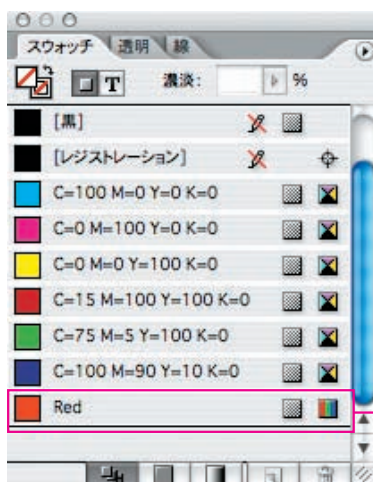 スウォッチ 透明 線
T 濃淡: %
[黒]
[レジストレーション]
C=100 M=0 Y=0 K=0
C=0 M=100 Y=0 K=0
C=0 M=0 Y=100 K=0
C=15 M=100 Y=100 K=0
C=75 M=5 Y=100 K=0
C=100 M=90 Y=10 K=0
Red